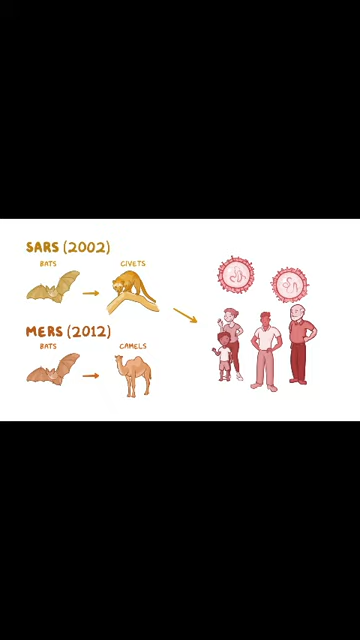 SARS (2002)
BATS CIVETS
MERS (2012)
BATS CAMELS